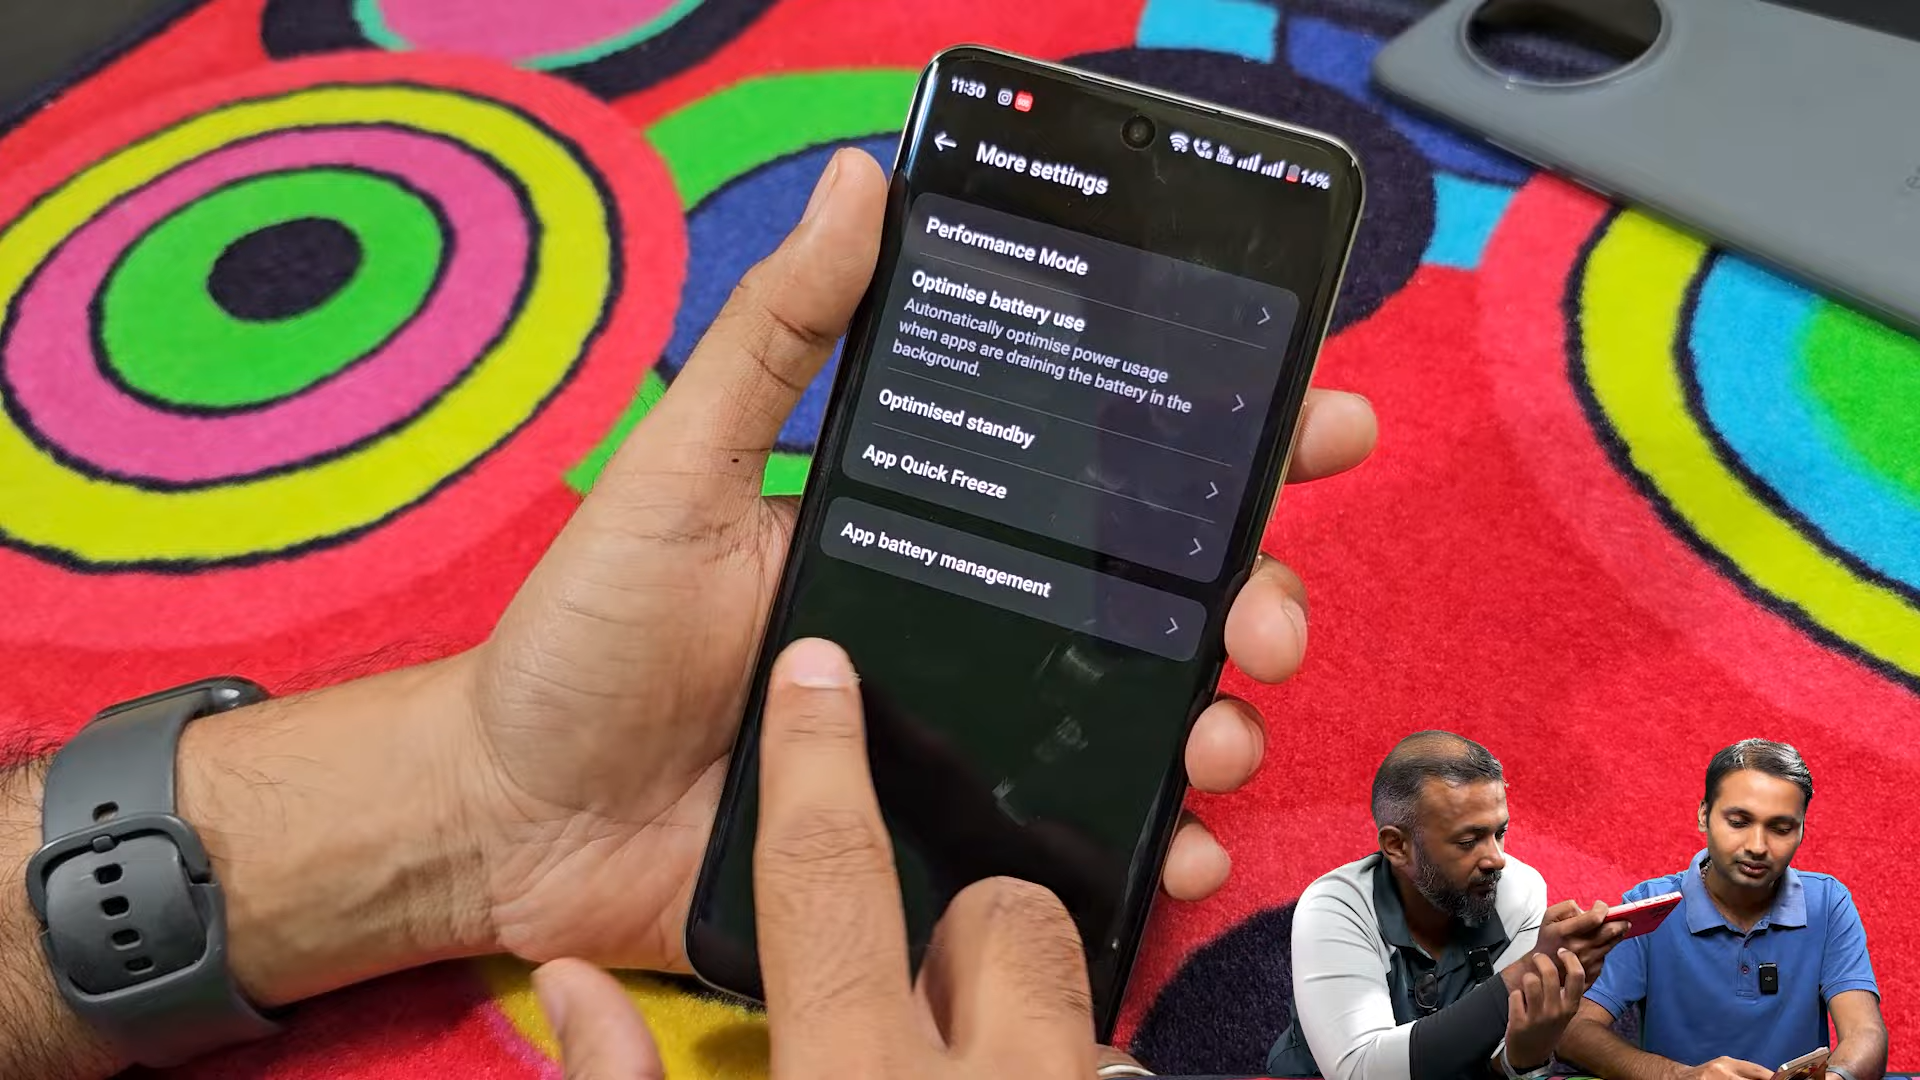 11:30
14%
More settings
Performance Mode
Optimise battery use
Automatically optimise power usage
when apps are draining the battery in the
background.
Optimised standby
App Quick Freeze
App battery management